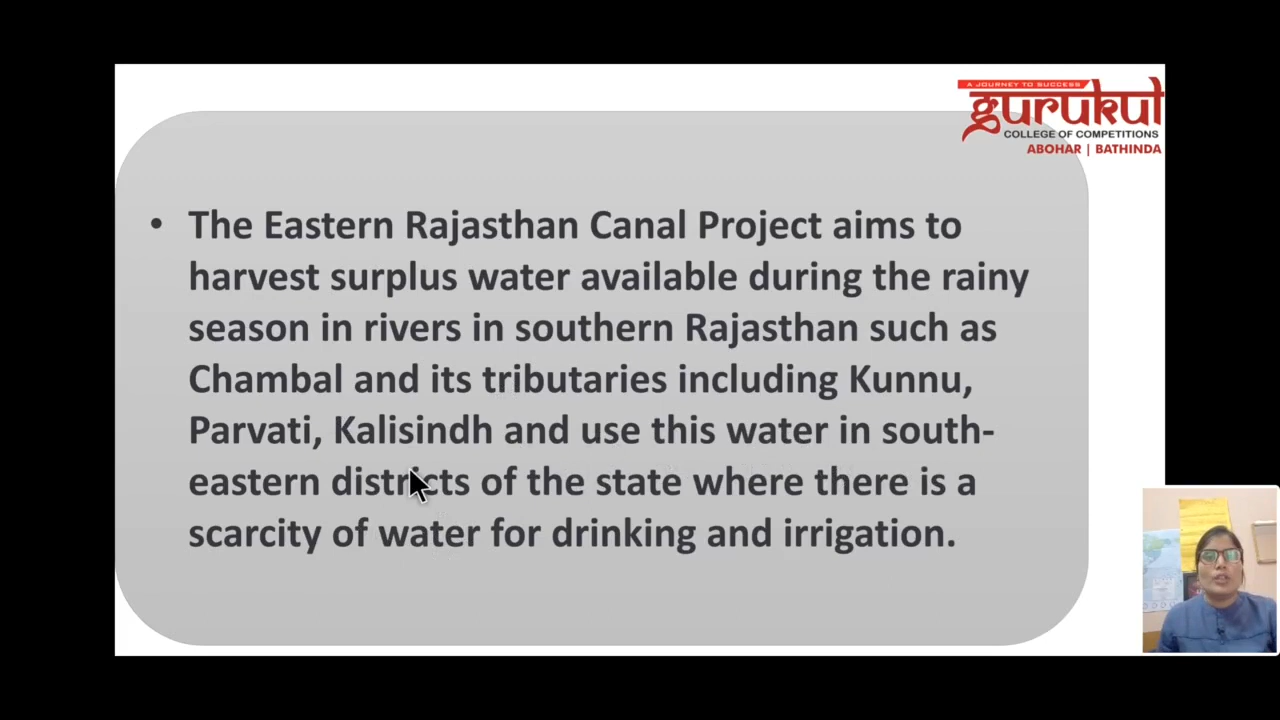 A JOURNEY TO SUCCESS
gurukul
COLLEGE OF COMPETITIONS
ABOHAR | BATHINDA
• The Eastern Rajasthan Canal Project aims to
harvest surplus water available during the rainy
season in rivers in southern Rajasthan such as
Chambal and its tributaries including Kunnu,
Parvati, Kalisindh and use this water in south-
eastern districts of the state where there is a
scarcity of water for drinking and irrigation.